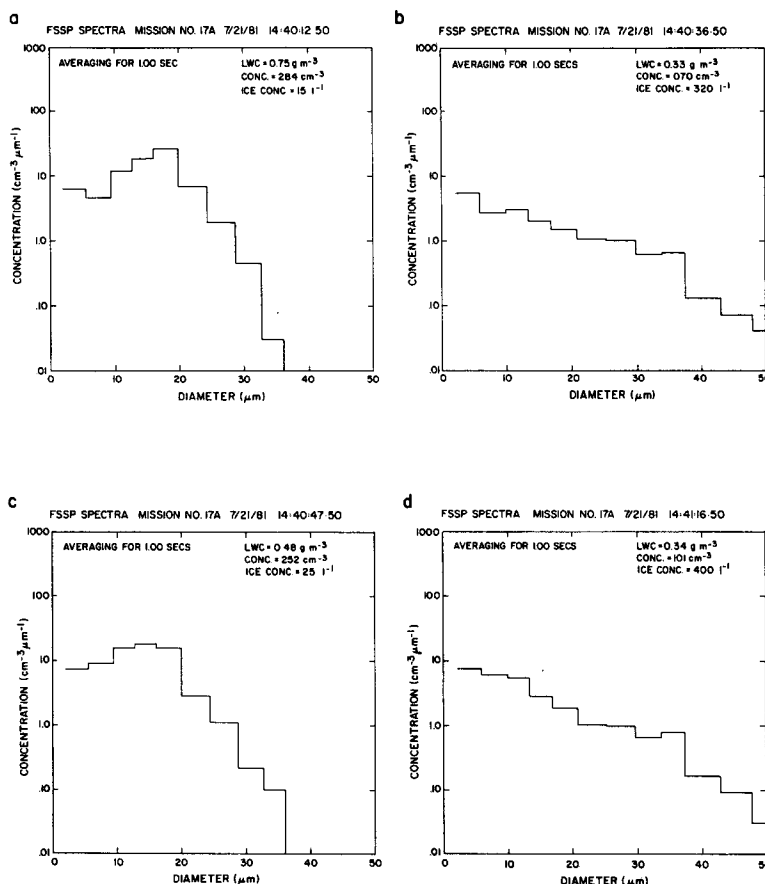 a
FSSP SPECTRA MISSION NO. 17A 7/21/81 14:40:12·50
AVERAGING FOR 1.00 SEC
LWC = 0.75 g m⁻³
CONC. = 284 cm⁻³
ICE CONC = 15 l⁻¹
CONCENTRATION (cm⁻³ μm⁻¹)
1000
100
10
1.0
.10
.01
0 10 20 30 40 50
DIAMETER (μm)
b
FSSP SPECTRA MISSION NO. 17A 7/21/81 14:40:36·50
AVERAGING FOR 1.00 SECS
LWC = 0.33 g m⁻³
CONC. = 070 cm⁻³
ICE CONC = 320 l⁻¹
CONCENTRATION (cm⁻³ μm⁻¹)
1000
100
10
1.0
.10
.01
0 10 20 30 40 50
DIAMETER (μm)
c
FSSP SPECTRA MISSION NO. 17A 7/21/81 14:40:47·50
AVERAGING FOR 1.00 SECS
LWC = 0.48 g m⁻³
CONC = 252 cm⁻³
ICE CONC. = 25 l⁻¹
CONCENTRATION (cm⁻³ μm⁻¹)
1000
100
10
1.0
.10
.01
0 10 20 30 40 50
DIAMETER (μm)
d
FSSP SPECTRA MISSION NO. 17A 7/21/81 14:41:16·50
AVERAGING FOR 1.00 SECS
LWC = 0.34 g m⁻³
CONC. = 101 cm⁻³
ICE CONC. = 400 l⁻¹
CONCENTRATION (cm⁻³ μm⁻¹)
1000
100
10
1.0
.10
.01
0 10 20 30 40 50
DIAMETER (μm)